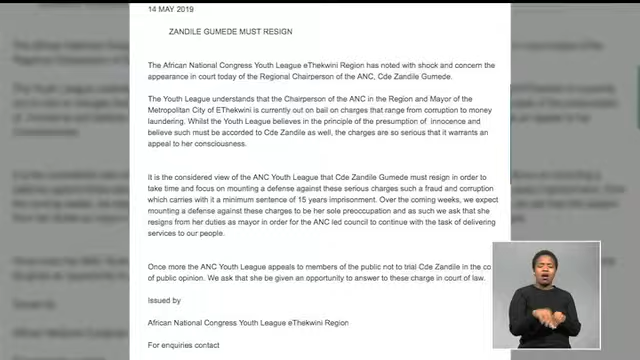 14 MAY 2019
ZANDILE GUMEDE MUST RESIGN
The African National Congress Youth League eThekwini Region has noted with shock and concern the
appearance in court today of the Regional Chairperson of the ANC, Cde Zandile Gumede.
The Youth League understands that the Chairperson of the ANC in the Region and Mayor of the
Metropolitan City of EThekwini is currently out on bail on charges that range from corruption to money
laundering. Whilst the Youth League believes in the principle of the presumption of innocence and
believe such must be accorded to Cde Zandile as well, the charges are so serious that it warrants an
appeal to her consciousness.
It is the considered view of the ANC Youth League that Cde Zandile Gumede must resign in order to
take time and focus on mounting a defense against these serious charges such a fraud and corruption
which carries with it a minimum sentence of 15 years imprisonment. Over the coming weeks, we expect
mounting a defense against these charges to be her sole preoccupation and as such we ask that she
resigns from her duties as mayor in order for the ANC led council to continue with the task of delivering
services to our people.
Once more the ANC Youth League appeals to members of the public not to trial Cde Zandile in the co
of public opinion. We ask that she be given an opportunity to answer to these charge in court of law.
Issued by
African National Congress Youth League eThekwini Region
For enquiries contact